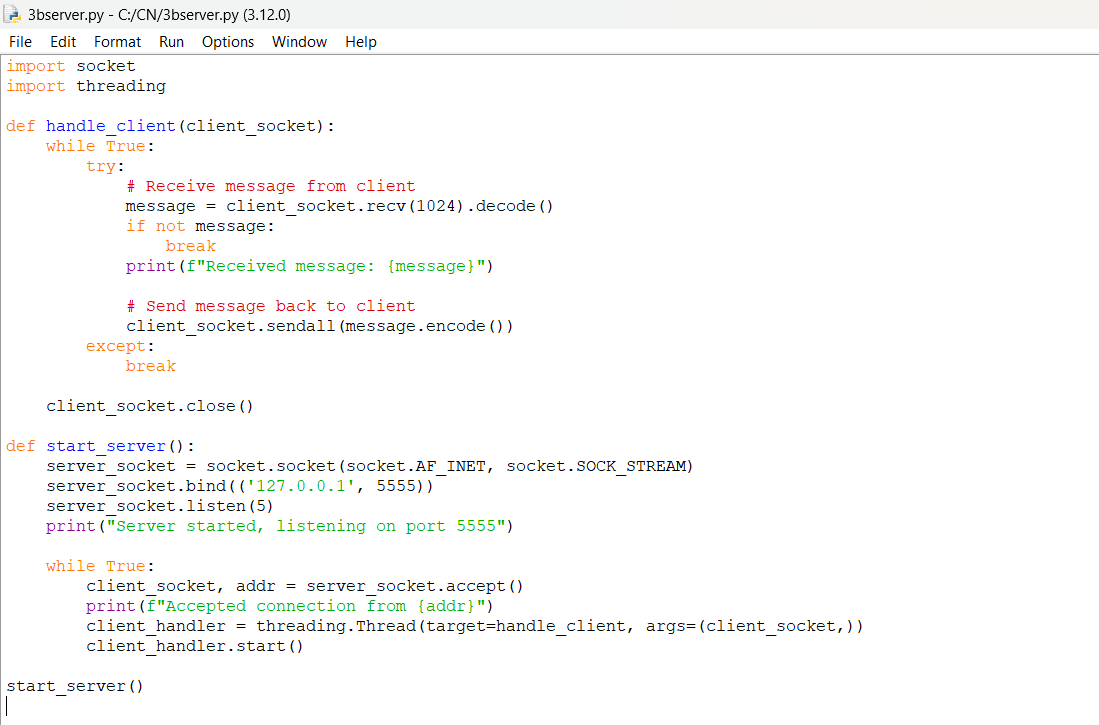 3bserver.py - C:/CN/3bserver.py (3.12.0)
File Edit Format Run Options Window Help
import socket
import threading

def handle_client(client_socket):
    while True:
        try:
            # Receive message from client
            message = client_socket.recv(1024).decode()
            if not message:
                break
            print(f"Received message: {message}")

            # Send message back to client
            client_socket.sendall(message.encode())
        except:
            break

    client_socket.close()

def start_server():
    server_socket = socket.socket(socket.AF_INET, socket.SOCK_STREAM)
    server_socket.bind(('127.0.0.1', 5555))
    server_socket.listen(5)
    print("Server started, listening on port 5555")

    while True:
        client_socket, addr = server_socket.accept()
        print(f"Accepted connection from {addr}")
        client_handler = threading.Thread(target=handle_client, args=(client_socket,))
        client_handler.start()

start_server()